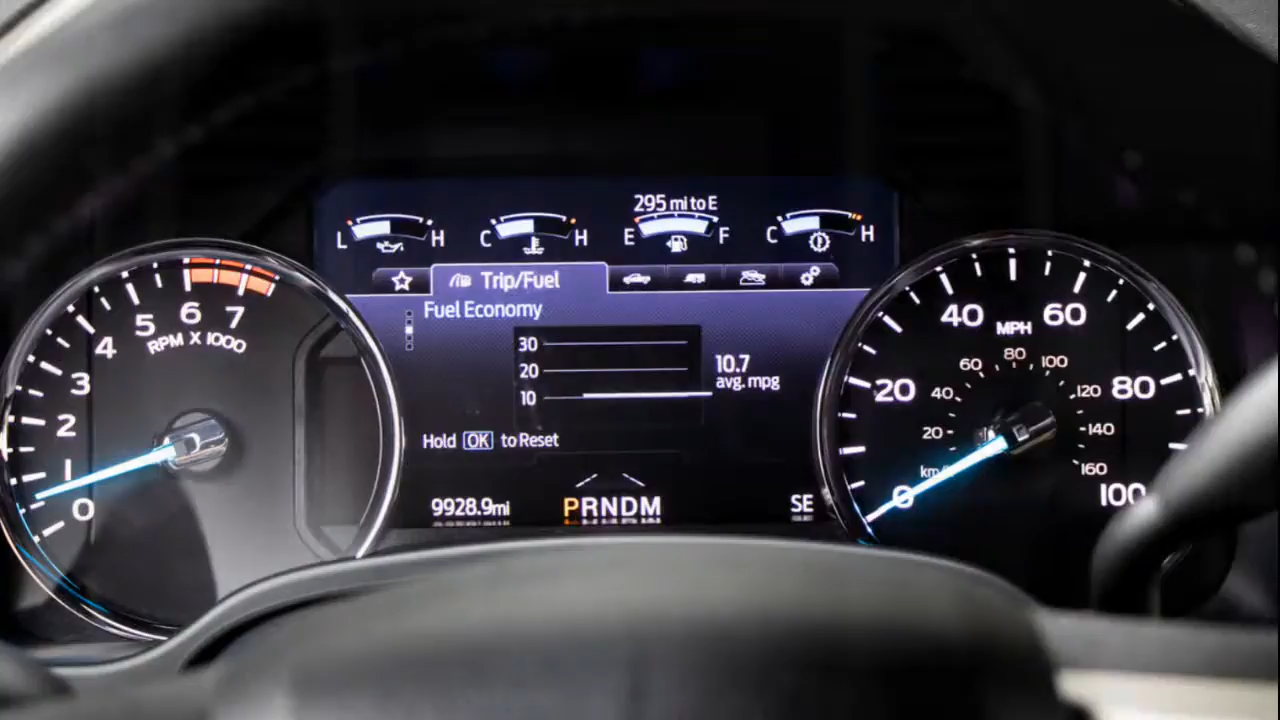 295 mi to E
L H C H E F C H
Trip/Fuel
Fuel Economy
30
20
10
10.7
avg. mpg
Hold OK to Reset
9928.9mi
PRNDM
SE
0 1 2 3 4 5 6 7
RPM X 1000
0 20 40 60 80 100
MPH
20 40 60 80 100 120 140 160